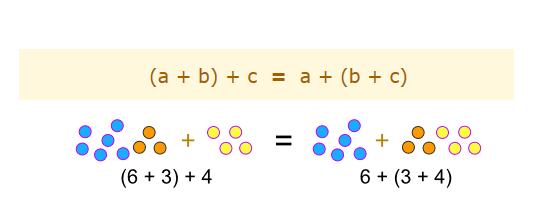 (a + b) + c = a + (b + c)
+ = +
(6 + 3) + 4 6 + (3 + 4)